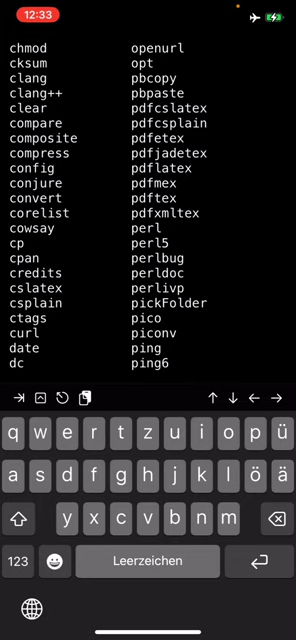 12:33
chmod openurl
cksum opt
clang pbcopy
clang++ pbpaste
clear pdfcslatex
compare pdfcsplain
composite pdfetex
compress pdfjadetex
config pdflatex
conjure pdfmex
convert pdftex
corelist pdfxmltex
cowsay perl
cp perl5
cpan perlbug
credits perldoc
cslatex perlivp
csplain pickFolder
ctags pico
curl piconv
date ping
dc ping6
q w e r t z u i o p ü
a s d f g h j k l ö ä
y x c v b n m
123 Leerzeichen